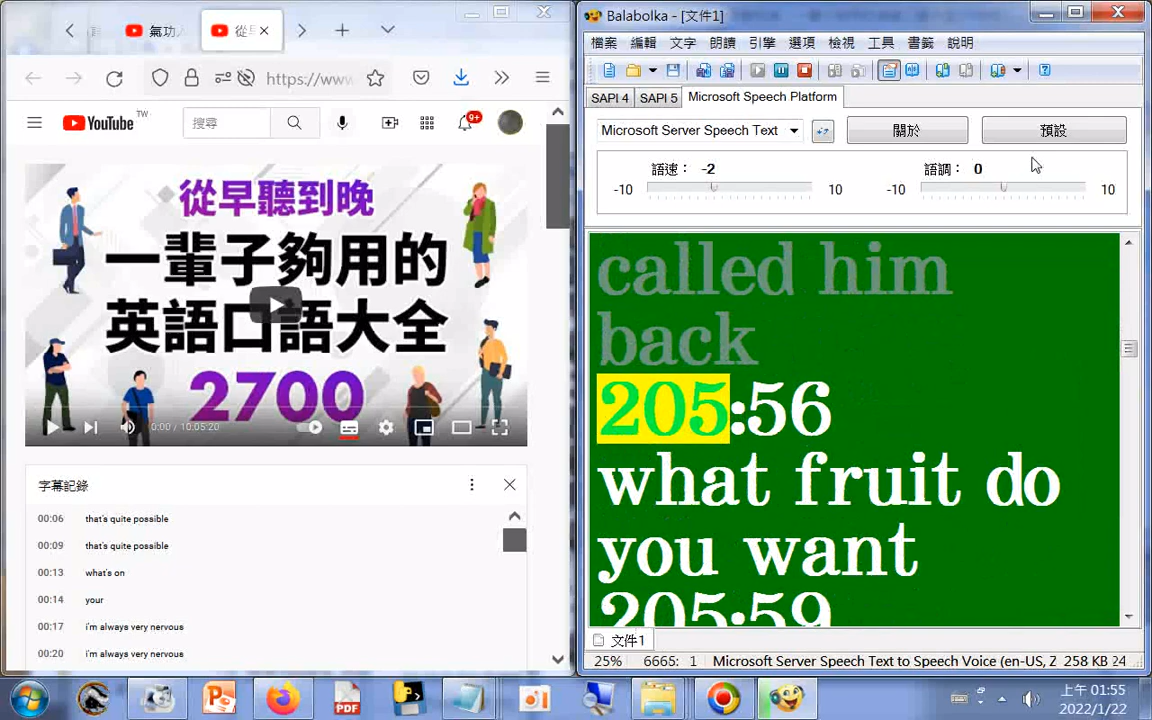 氣功
從
https://www
YouTube TW
搜尋
9+
從早聽到晚
一輩子夠用的
英語口語大全
2700
0:00 / 10:05:20
字幕記錄
00:06 that's quite possible
00:09 that's quite possible
00:13 what's on
00:14 your
00:17 i'm always very nervous
00:20 i'm always very nervous
Balabolka - [文件1]
檔案 編輯 文字 朗讀 引擎 選項 檢視 工具 書籤 說明
SAPI 4 SAPI 5 Microsoft Speech Platform
Microsoft Server Speech Text 關於 預設
語速： -2 語調： 0
-10 10 -10 10
called him
back
205:56
what fruit do
you want
205:59
文件1
25% 6665: 1 Microsoft Server Speech Text to Speech Voice (en-US, Z 258 KB 24
PDF
上午 01:55
2022/1/22